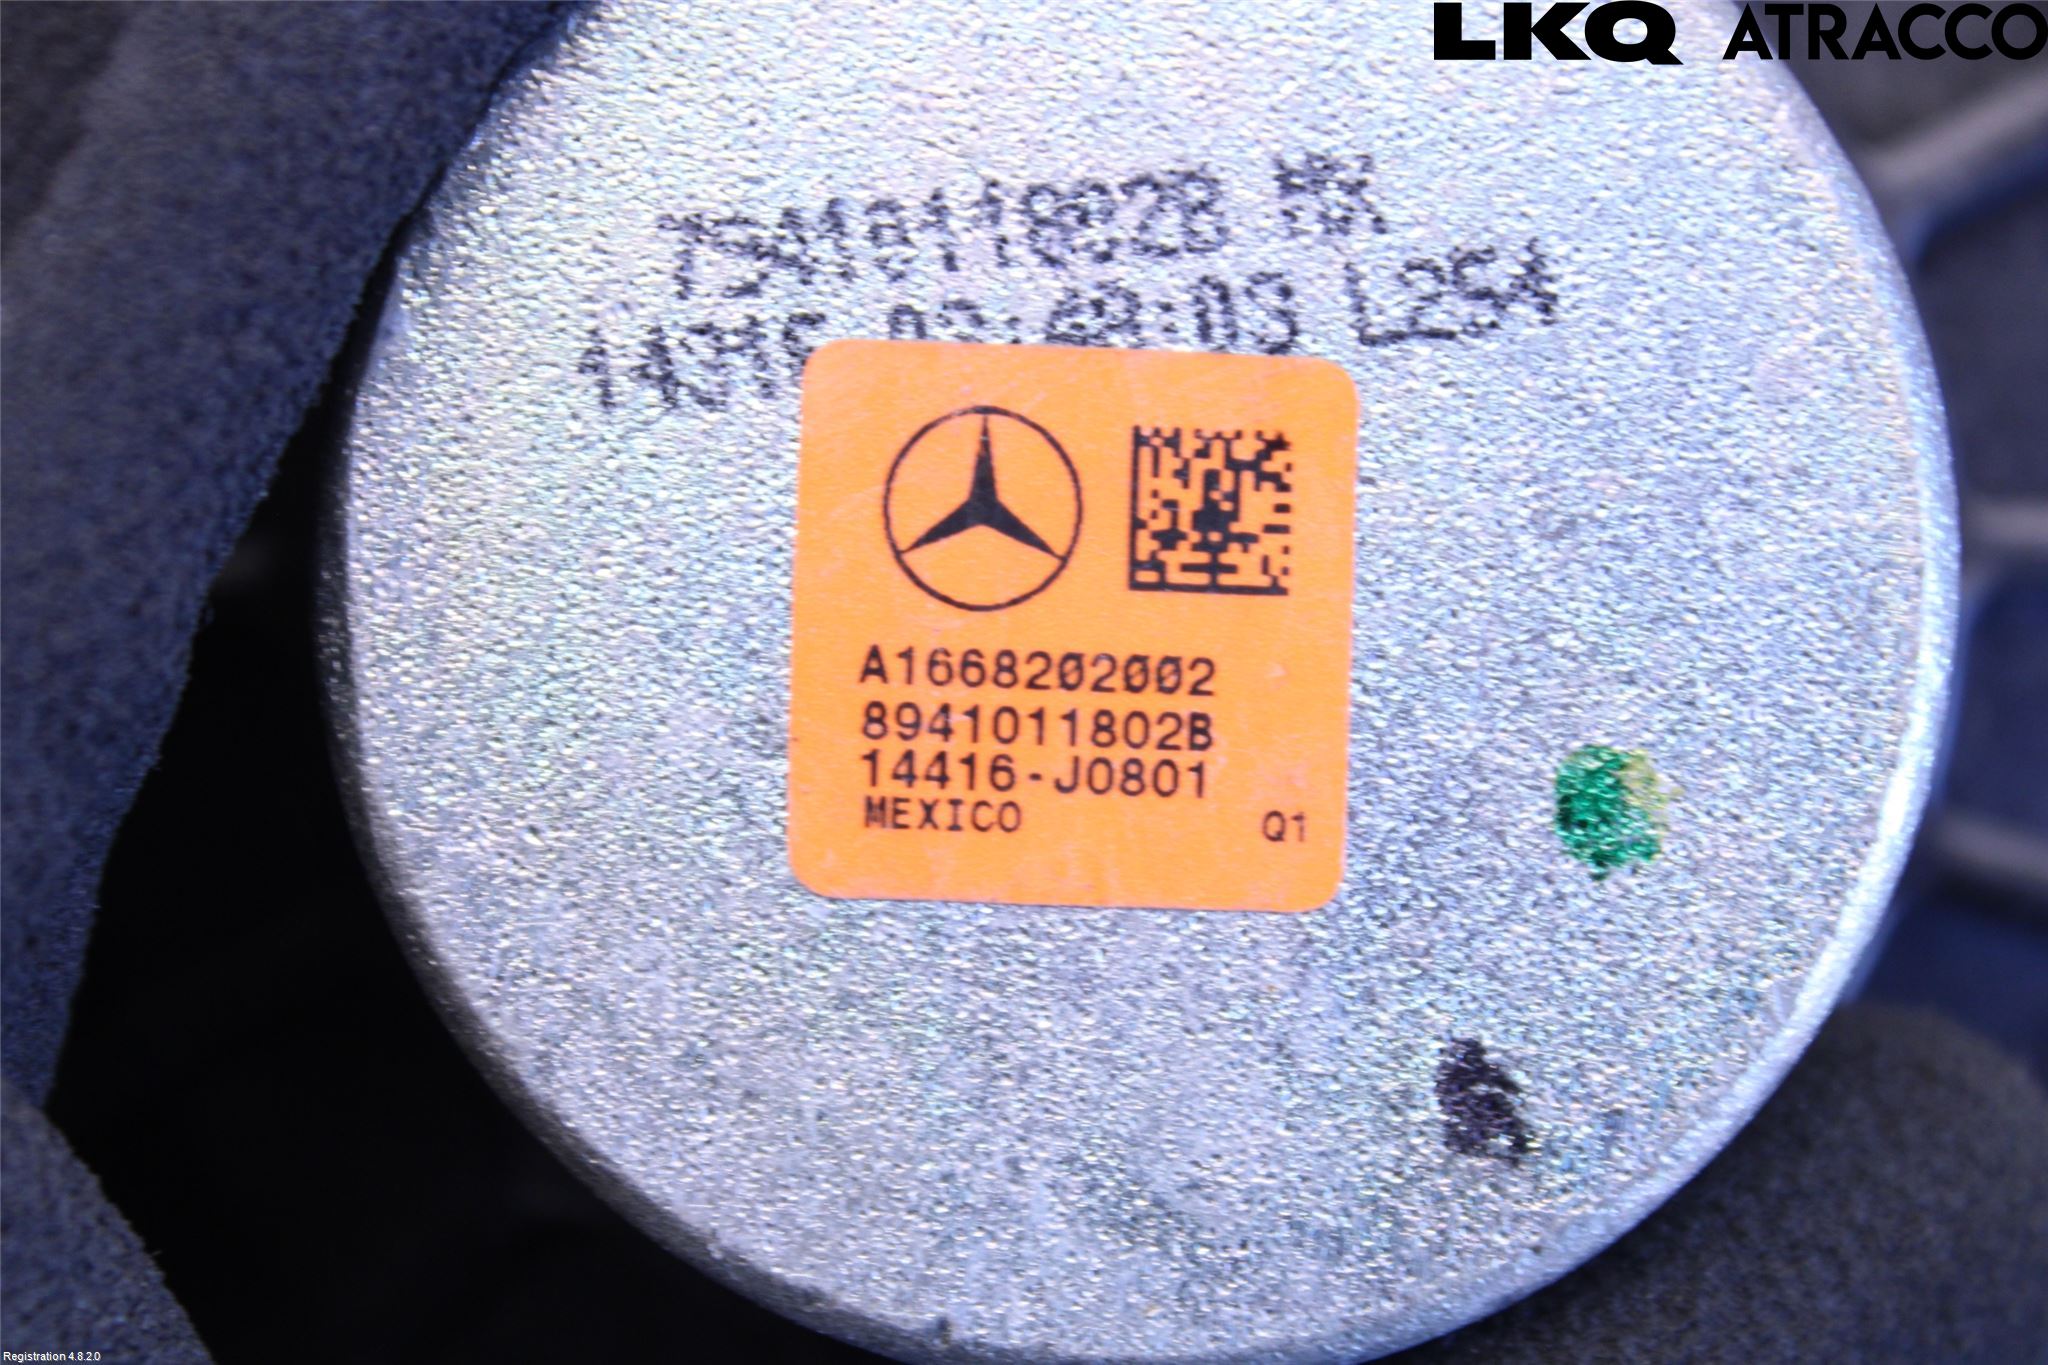 LKQ ATRACCO
L254
A1668202002
8941011802B
14416-J0801
MEXICO
Q1
Registration 4.8.2.0